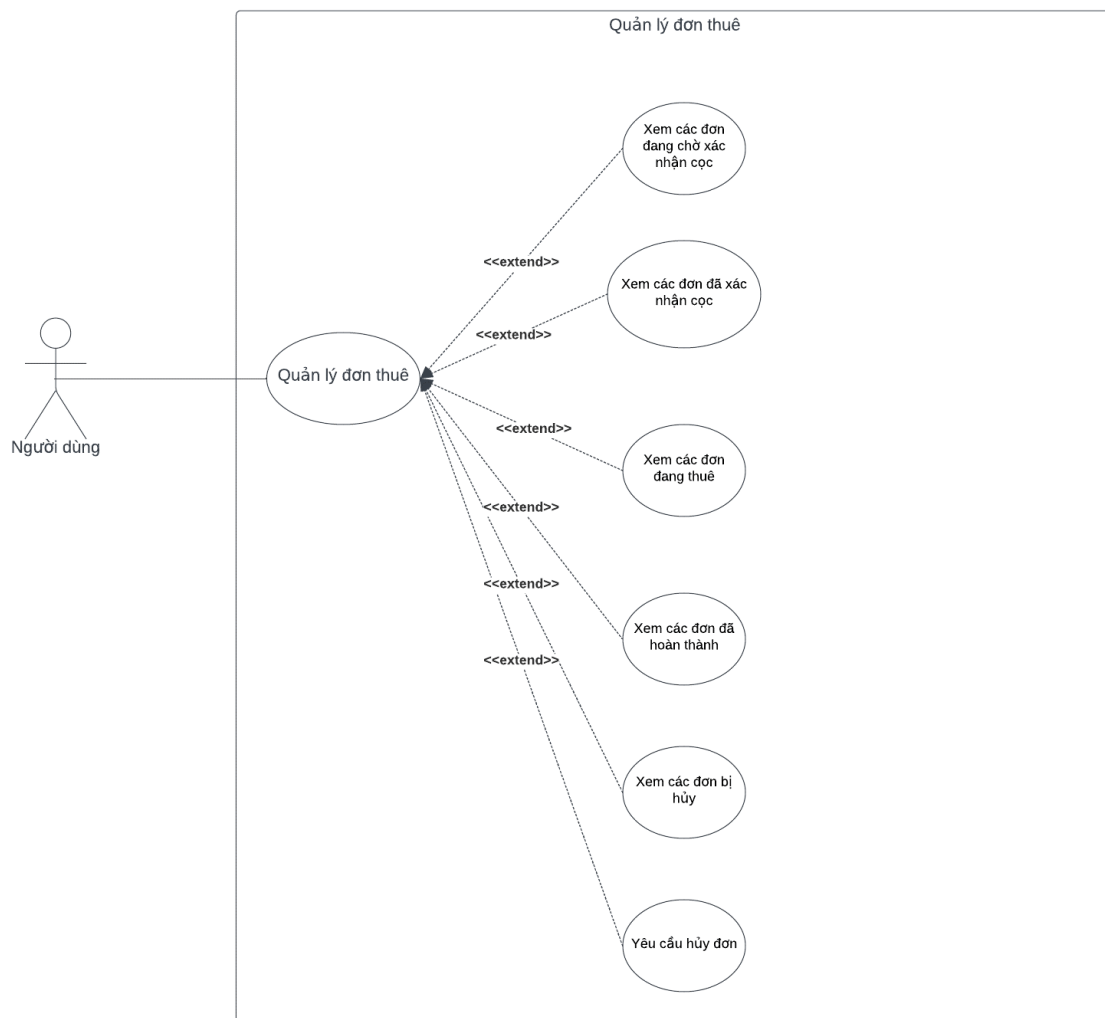 Quản lý đơn thuê
Xem các đơn
đang chờ xác
nhận cọc
<<extend>>
Xem các đơn đã xác
nhận cọc
<<extend>>
Quản lý đơn thuê
Người dùng
<<extend>>
Xem các đơn
đang thuê
<<extend>>
Xem các đơn đã
hoàn thành
<<extend>>
<<extend>>
Xem các đơn bị
hủy
Yêu cầu hủy đơn